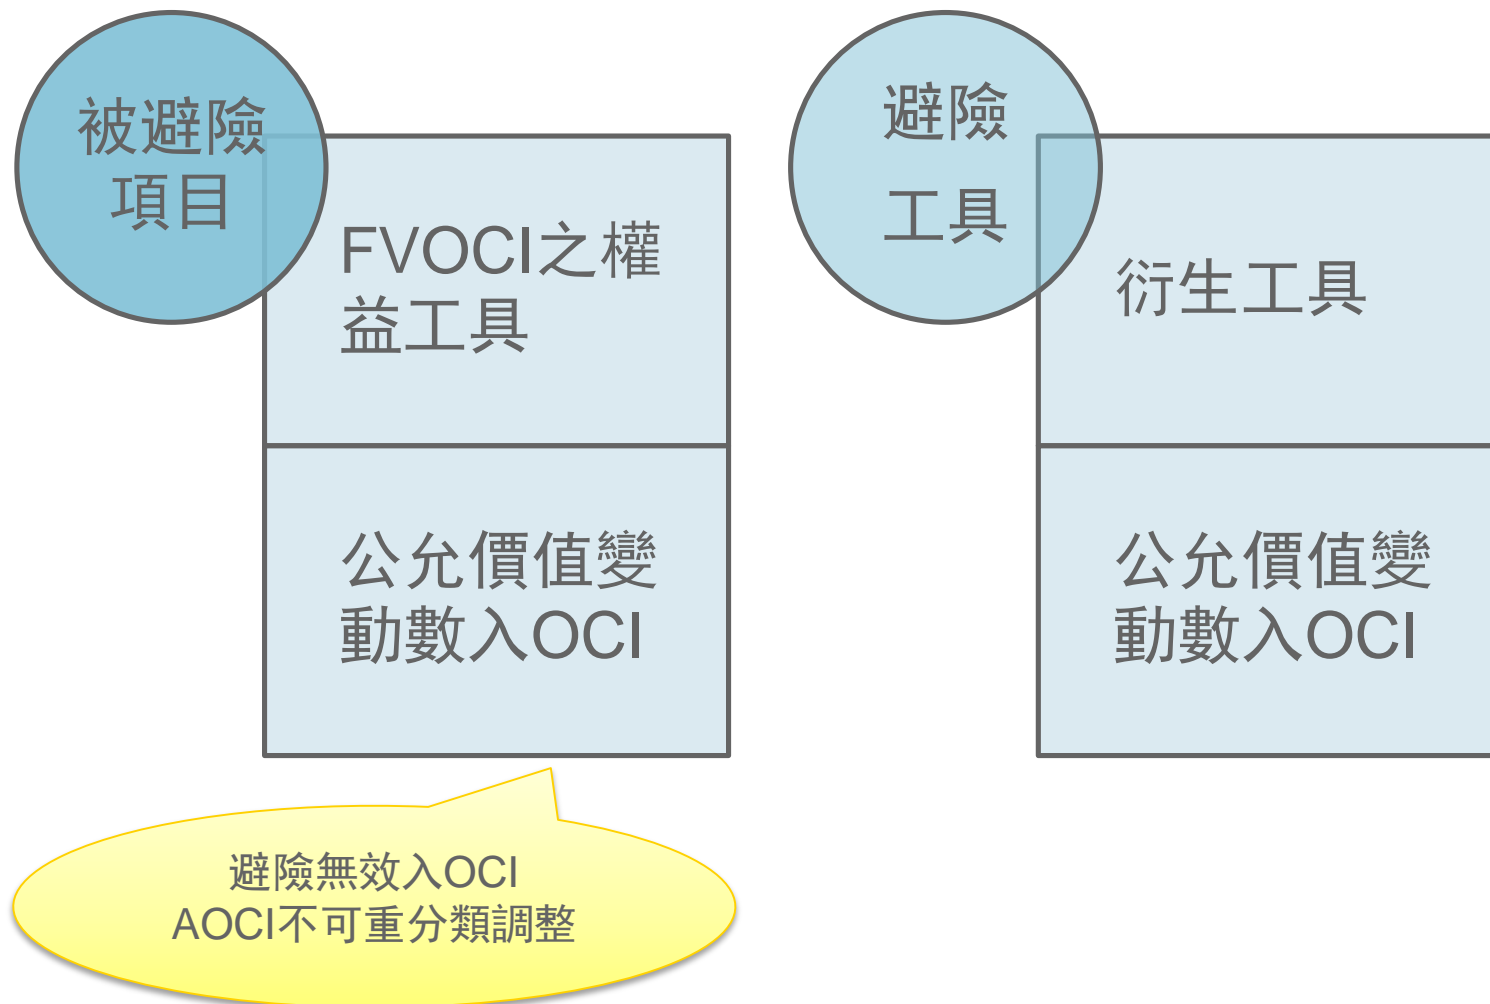 被避險
項目
FVOCI之權
益工具
公允價值變
動數入OCI
避險無效入OCI
AOCI不可重分類調整
避險
工具
衍生工具
公允價值變
動數入OCI